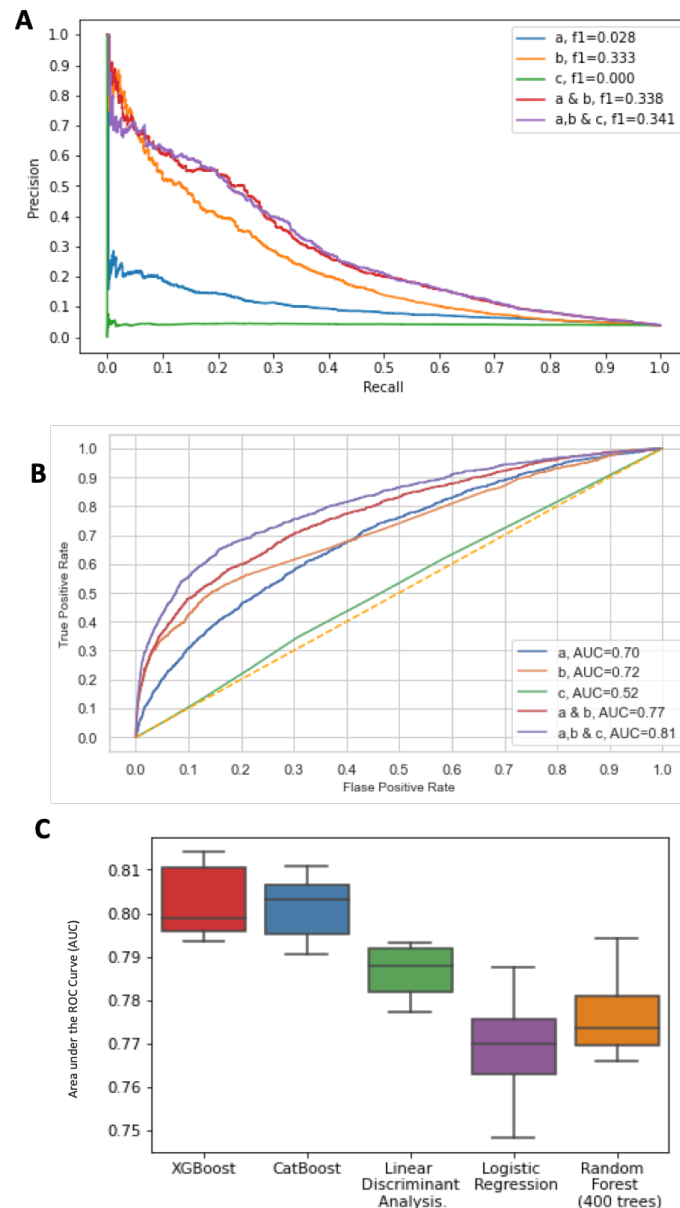 A
1.0
0.9
0.8
0.7
0.6
0.5
0.4
0.3
0.2
0.1
0.0
Precision
a, f1=0.028
b, f1=0.333
c, f1=0.000
a & b, f1=0.338
a,b & c, f1=0.341
0.0 0.1 0.2 0.3 0.4 0.5 0.6 0.7 0.8 0.9 1.0
Recall
B
1.0
0.9
0.8
0.7
0.6
0.5
0.4
0.3
0.2
0.1
0.0
True Positive Rate
a, AUC=0.70
b, AUC=0.72
c, AUC=0.52
a & b, AUC=0.77
a,b & c, AUC=0.81
0.0 0.1 0.2 0.3 0.4 0.5 0.6 0.7 0.8 0.9 1.0
Flase Positive Rate
C
0.81
0.80
0.79
0.78
0.77
0.76
0.75
Area under the ROC Curve (AUC)
XGBoost
CatBoost
Linear
Discriminant
Analysis.
Logistic
Regression
Random
Forest
(400 trees)